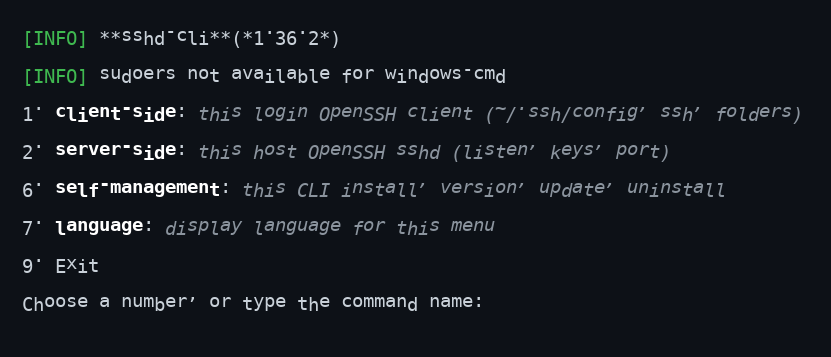 [INFO] **sshd-cli**(*1.36.2*)
[INFO] sudoers not available for windows-cmd
1. client-side: this login OpenSSH client (~/.ssh/config, ssh, folders)
2. server-side: this host OpenSSH sshd (listen, keys, port)
6. self-management: this CLI install, version, update, uninstall
7. language: display language for this menu
9. Exit
Choose a number, or type the command name: